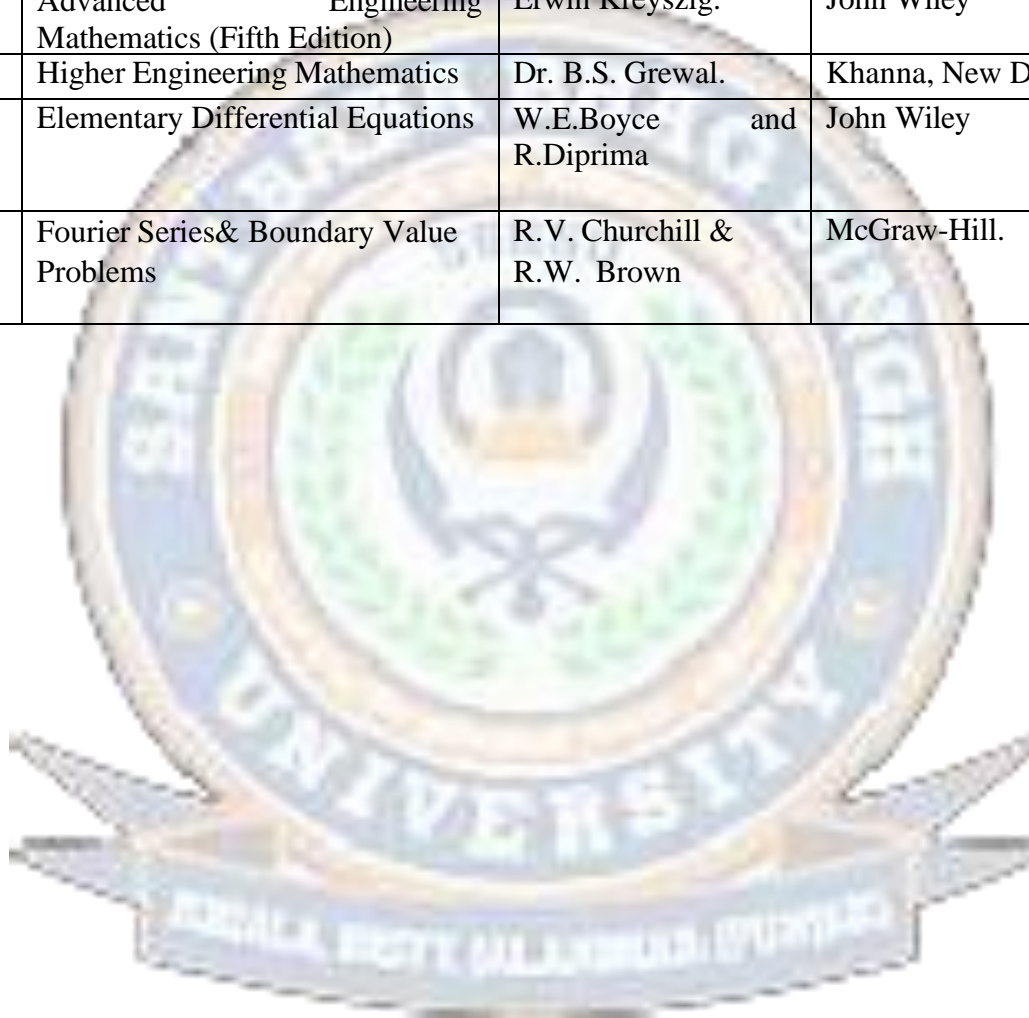 Advanced Engineering Erwin Kreyszig. John Wiley
Mathematics (Fifth Edition)
Higher Engineering Mathematics Dr. B.S. Grewal. Khanna, New D
Elementary Differential Equations W.E.Boyce and John Wiley
R.Diprima
Fourier Series& Boundary Value R.V. Churchill & McGraw-Hill.
Problems R.W. Brown
UNIVERSITY